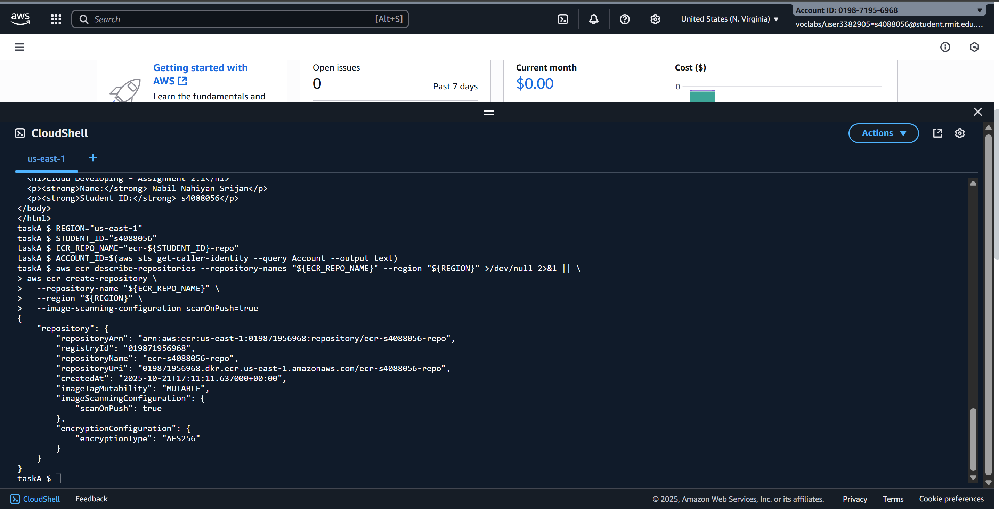 aws
Search
[Alt+S]
United States (N. Virginia)
Account ID: 0198-7195-6968
voclabs/user3382905=s4088056@student.rmit.edu....
Getting started with
AWS
Learn the fundamentals and
Open issues
0
Past 7 days
Current month
$0.00
Cost ($)
0
CloudShell
Actions
us-east-1
+
<h1>Cloud Developing – Assignment 2.1</h1>
<p><strong>Name:</strong> Nabil Nahiyan Srijan</p>
<p><strong>Student ID:</strong> s4088056</p>
</body>
</html>
taskA $ REGION="us-east-1"
taskA $ STUDENT_ID="s4088056"
taskA $ ECR_REPO_NAME="ecr-${STUDENT_ID}-repo"
taskA $ ACCOUNT_ID=$(aws sts get-caller-identity --query Account --output text)
taskA $ aws ecr describe-repositories --repository-names "${ECR_REPO_NAME}" --region "${REGION}" >/dev/null 2>&1 || \
> aws ecr create-repository \
>   --repository-name "${ECR_REPO_NAME}" \
>   --region "${REGION}" \
>   --image-scanning-configuration scanOnPush=true
{
    "repository": {
        "repositoryArn": "arn:aws:ecr:us-east-1:019871956968:repository/ecr-s4088056-repo",
        "registryId": "019871956968",
        "repositoryName": "ecr-s4088056-repo",
        "repositoryUri": "019871956968.dkr.ecr.us-east-1.amazonaws.com/ecr-s4088056-repo",
        "createdAt": "2025-10-21T17:11:11.637000+00:00",
        "imageTagMutability": "MUTABLE",
        "imageScanningConfiguration": {
            "scanOnPush": true
        },
        "encryptionConfiguration": {
            "encryptionType": "AES256"
        }
    }
}
taskA $
CloudShell
Feedback
© 2025, Amazon Web Services, Inc. or its affiliates.
Privacy
Terms
Cookie preferences